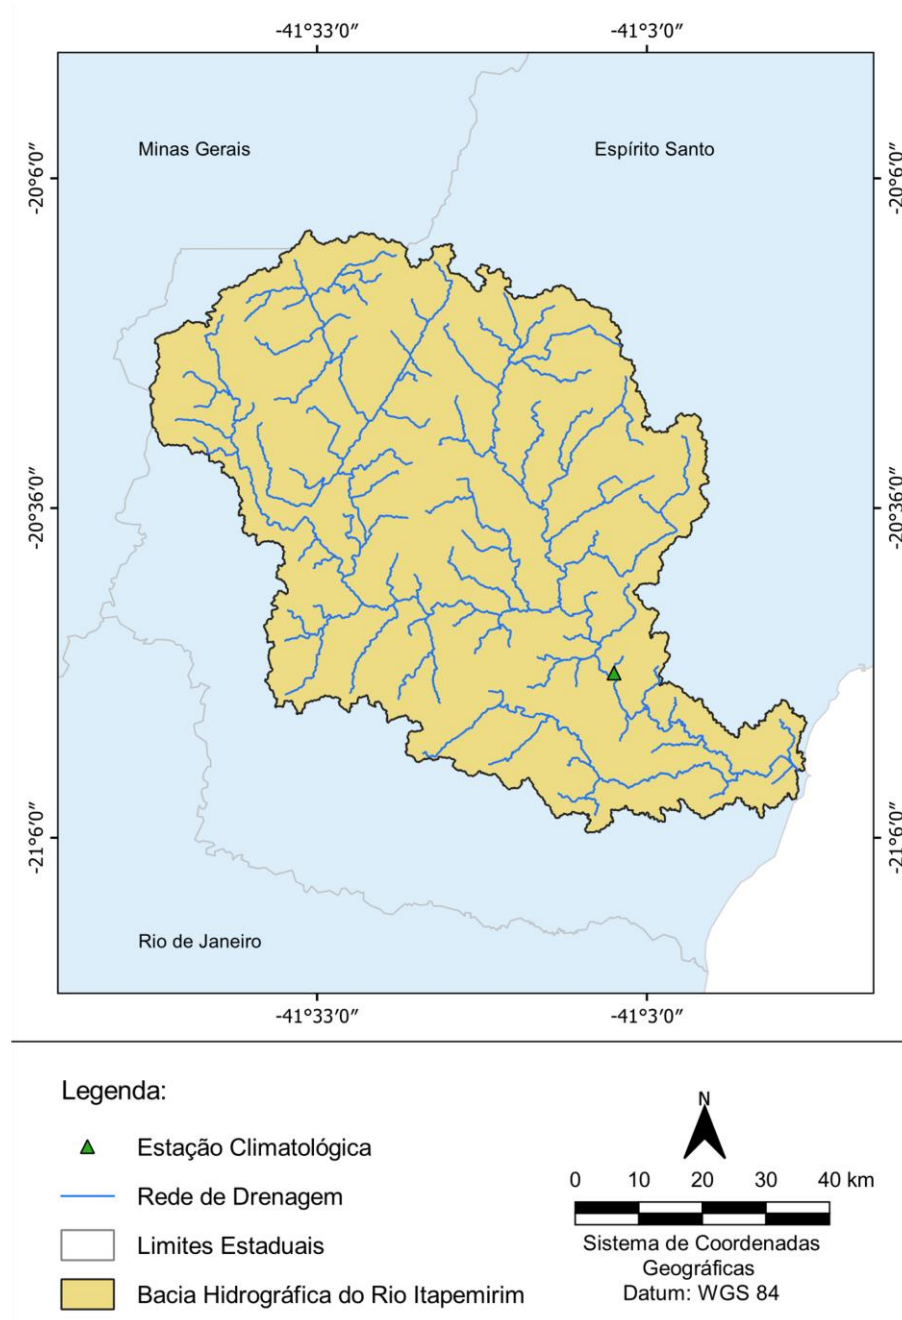 -41°33′0″ -41°3′0″
Minas Gerais Espírito Santo
-20°6′0″ -20°6′0″
-20°36′0″ -20°36′0″
-21°6′0″ -21°6′0″
Rio de Janeiro
-41°33′0″ -41°3′0″
Legenda:
Estação Climatológica
Rede de Drenagem
Limites Estaduais
Bacia Hidrográfica do Rio Itapemirim
N
0 10 20 30 40 km
Sistema de Coordenadas
Geográficas
Datum: WGS 84